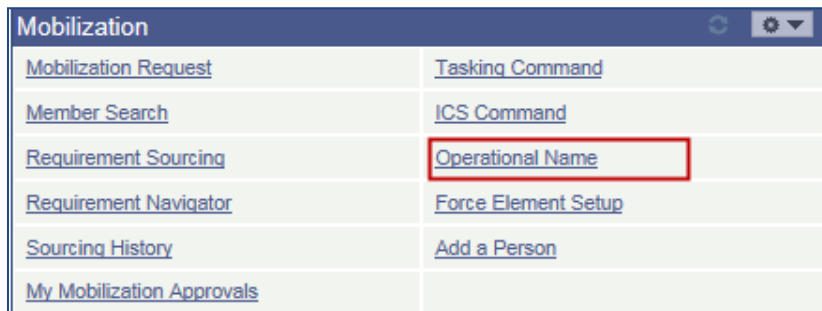 Mobilization
Mobilization Request
Tasking Command
Member Search
ICS Command
Requirement Sourcing
Operational Name
Requirement Navigator
Force Element Setup
Sourcing History
Add a Person
My Mobilization Approvals